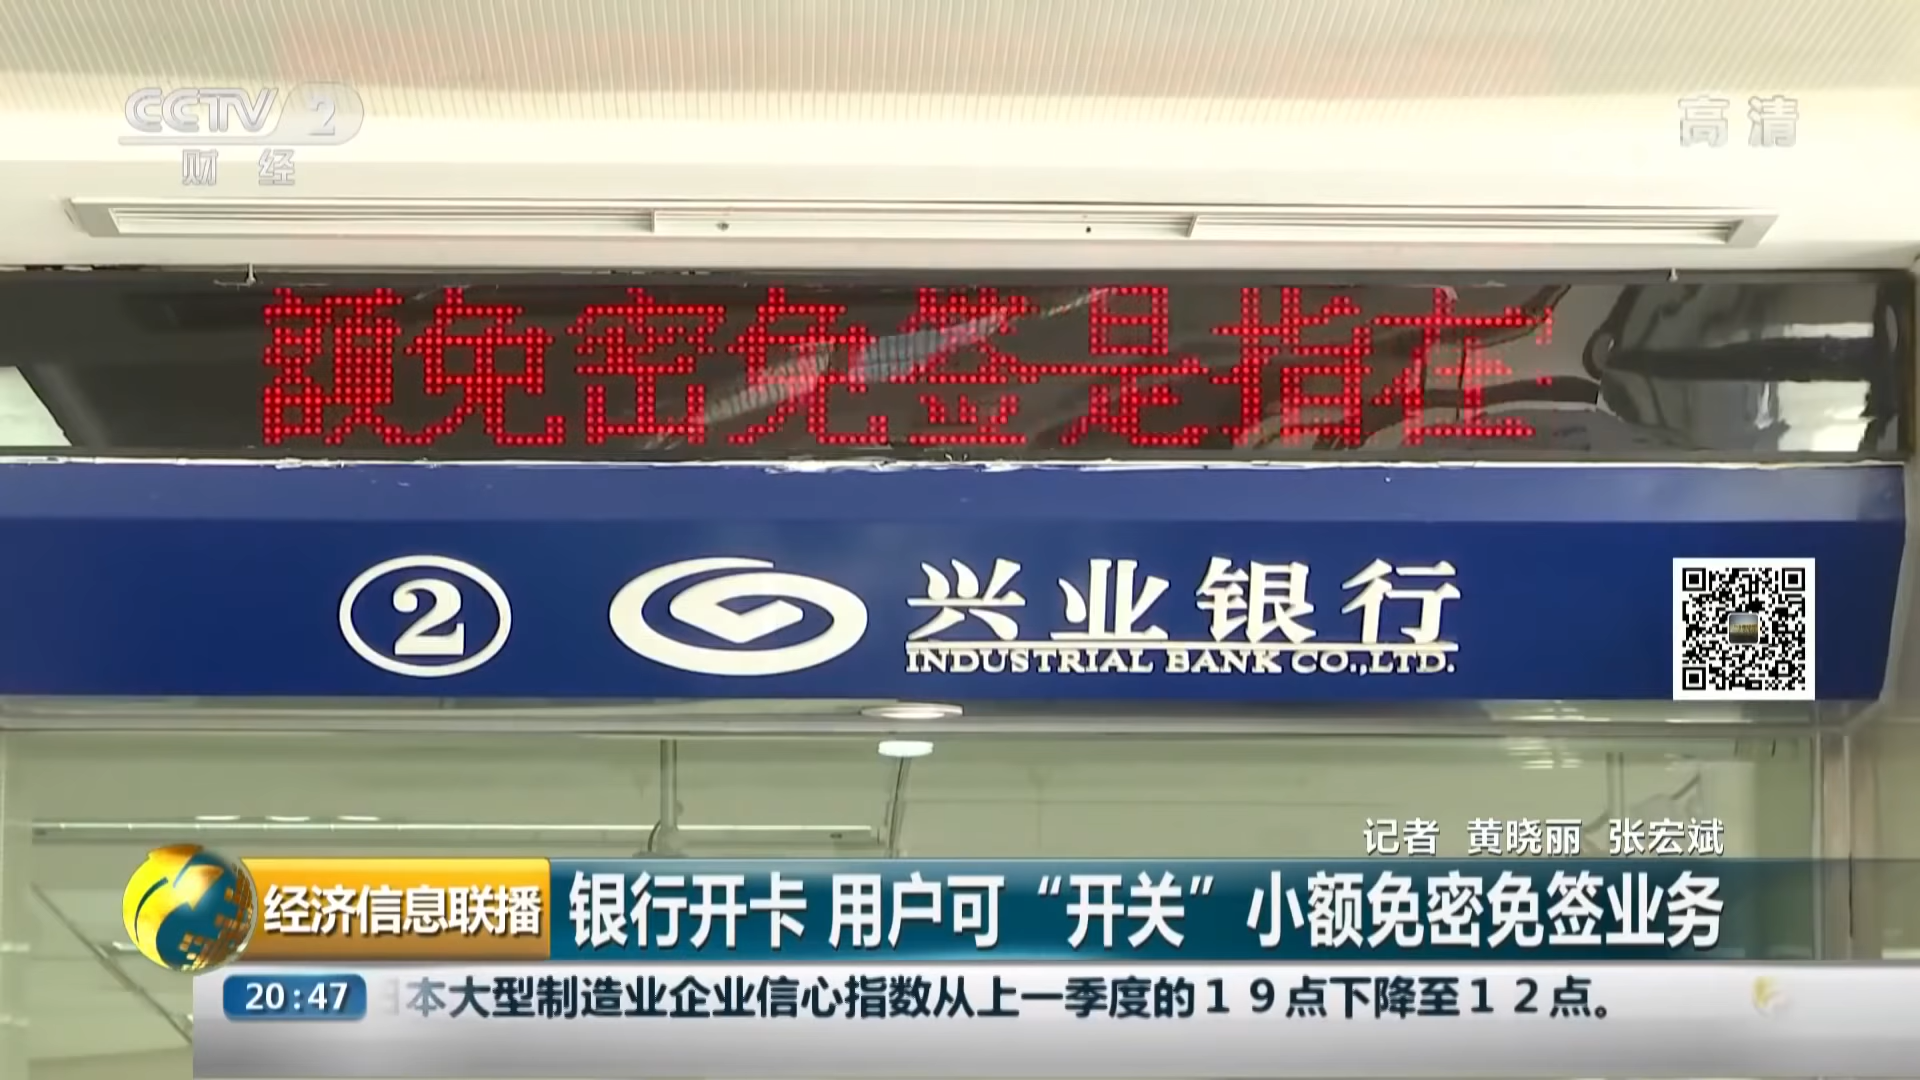 CCTV 2
财经
高清
额免密免签是指在
② 兴业银行
INDUSTRIAL BANK CO.,LTD.
记者 黄晓丽 张宏斌
经济信息联播
银行开卡 用户可“开关”小额免密免签业务
20:47
日本大型制造业企业信心指数从上一季度的19点下降至12点。